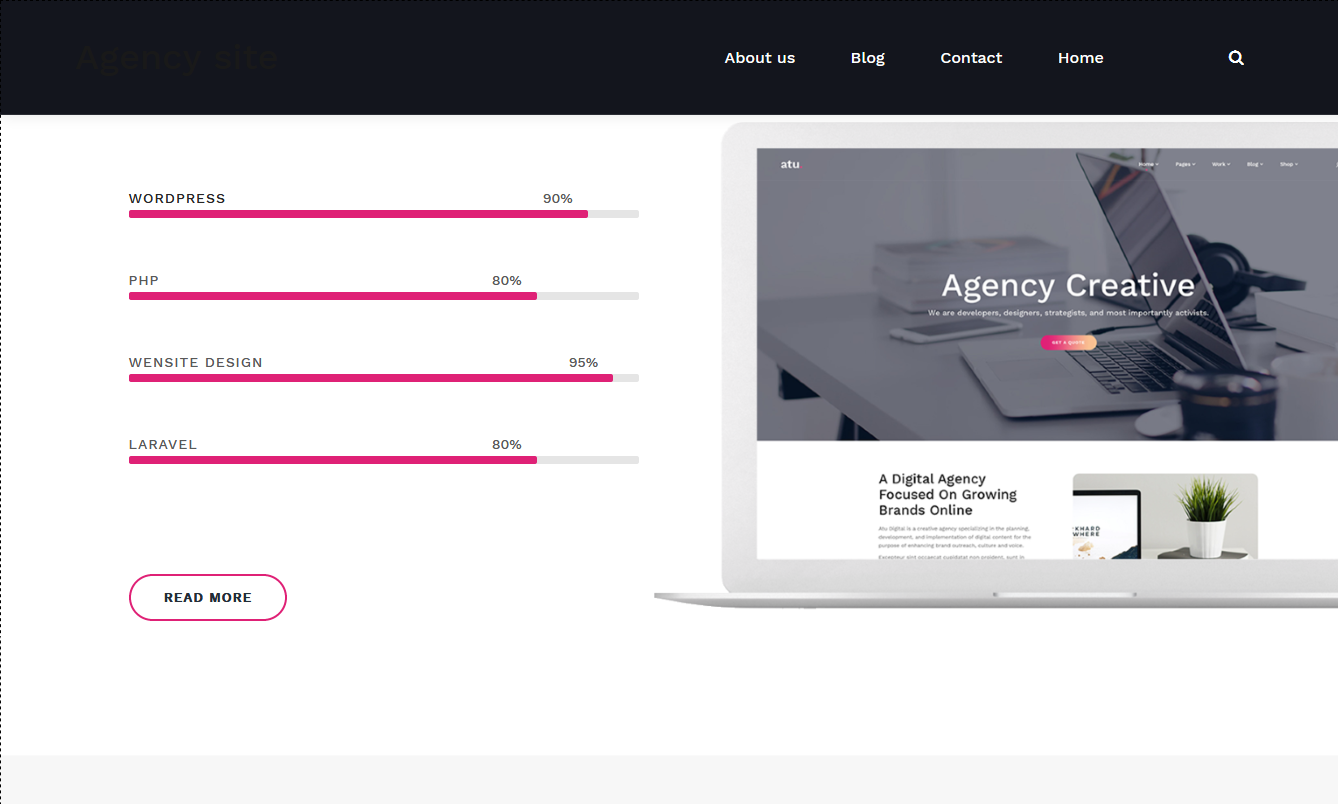 Agency site
About us
Blog
Contact
Home
WORDPRESS 90%
PHP 80%
WENSITE DESIGN 95%
LARAVEL 80%
READ MORE
atu.
Home Pages Work Blog Shop
Agency Creative
We are developers, designers, strategists, and most importantly activists.
GET A QUOTE
A Digital Agency
Focused On Growing
Brands Online
Atu Digital is a creative agency specializing in the planning,
development, and implementation of digital content for the
purpose of enhancing brand outreach, culture and voice.
Excepteur sint occaecat cupidatat non proident, sunt in
KHARD
WHERE